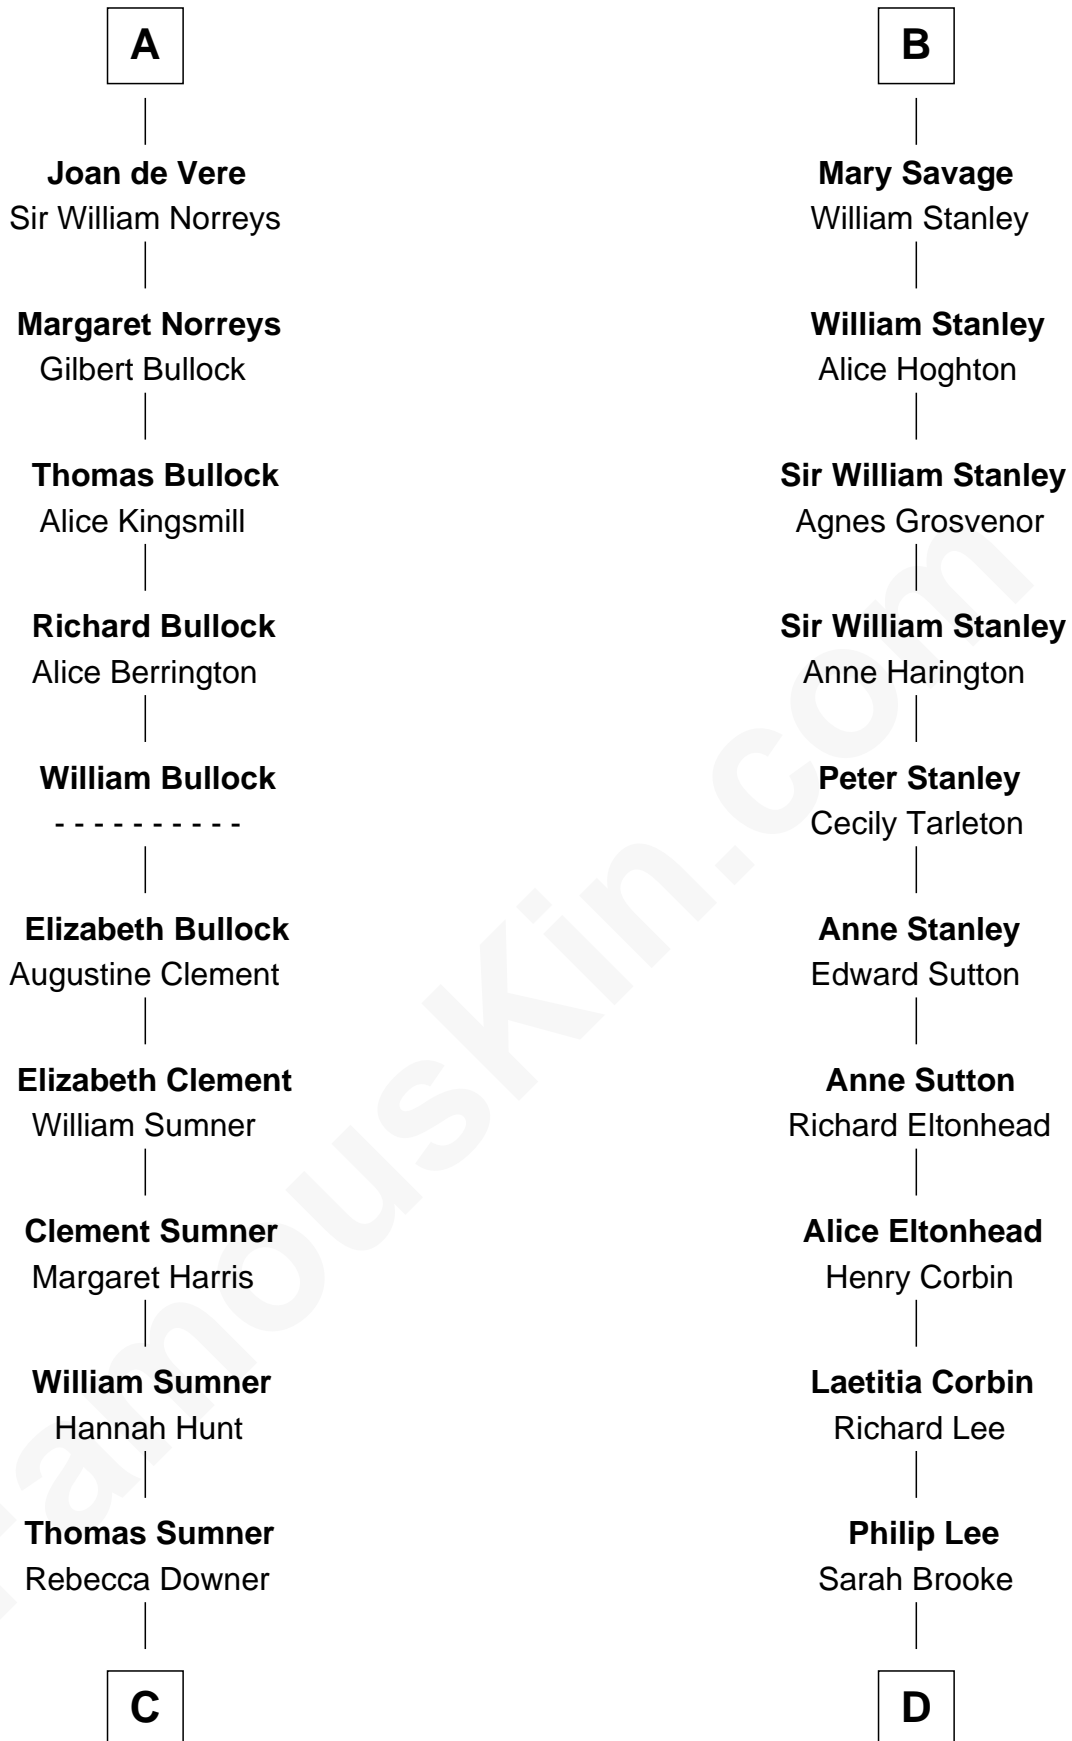 A
Joan de Vere
Sir William Norreys
Margaret Norreys
Gilbert Bullock
Thomas Bullock
Alice Kingsmill
Richard Bullock
Alice Berrington
William Bullock
- - - - - - - - - -
Elizabeth Bullock
Augustine Clement
Elizabeth Clement
William Sumner
Clement Sumner
Margaret Harris
William Sumner
Hannah Hunt
Thomas Sumner
Rebecca Downer
C
B
Mary Savage
William Stanley
William Stanley
Alice Hoghton
Sir William Stanley
Agnes Grosvenor
Sir William Stanley
Anne Harington
Peter Stanley
Cecily Tarleton
Anne Stanley
Edward Sutton
Anne Sutton
Richard Eltonhead
Alice Eltonhead
Henry Corbin
Laetitia Corbin
Richard Lee
Philip Lee
Sarah Brooke
D
FamousKin.com